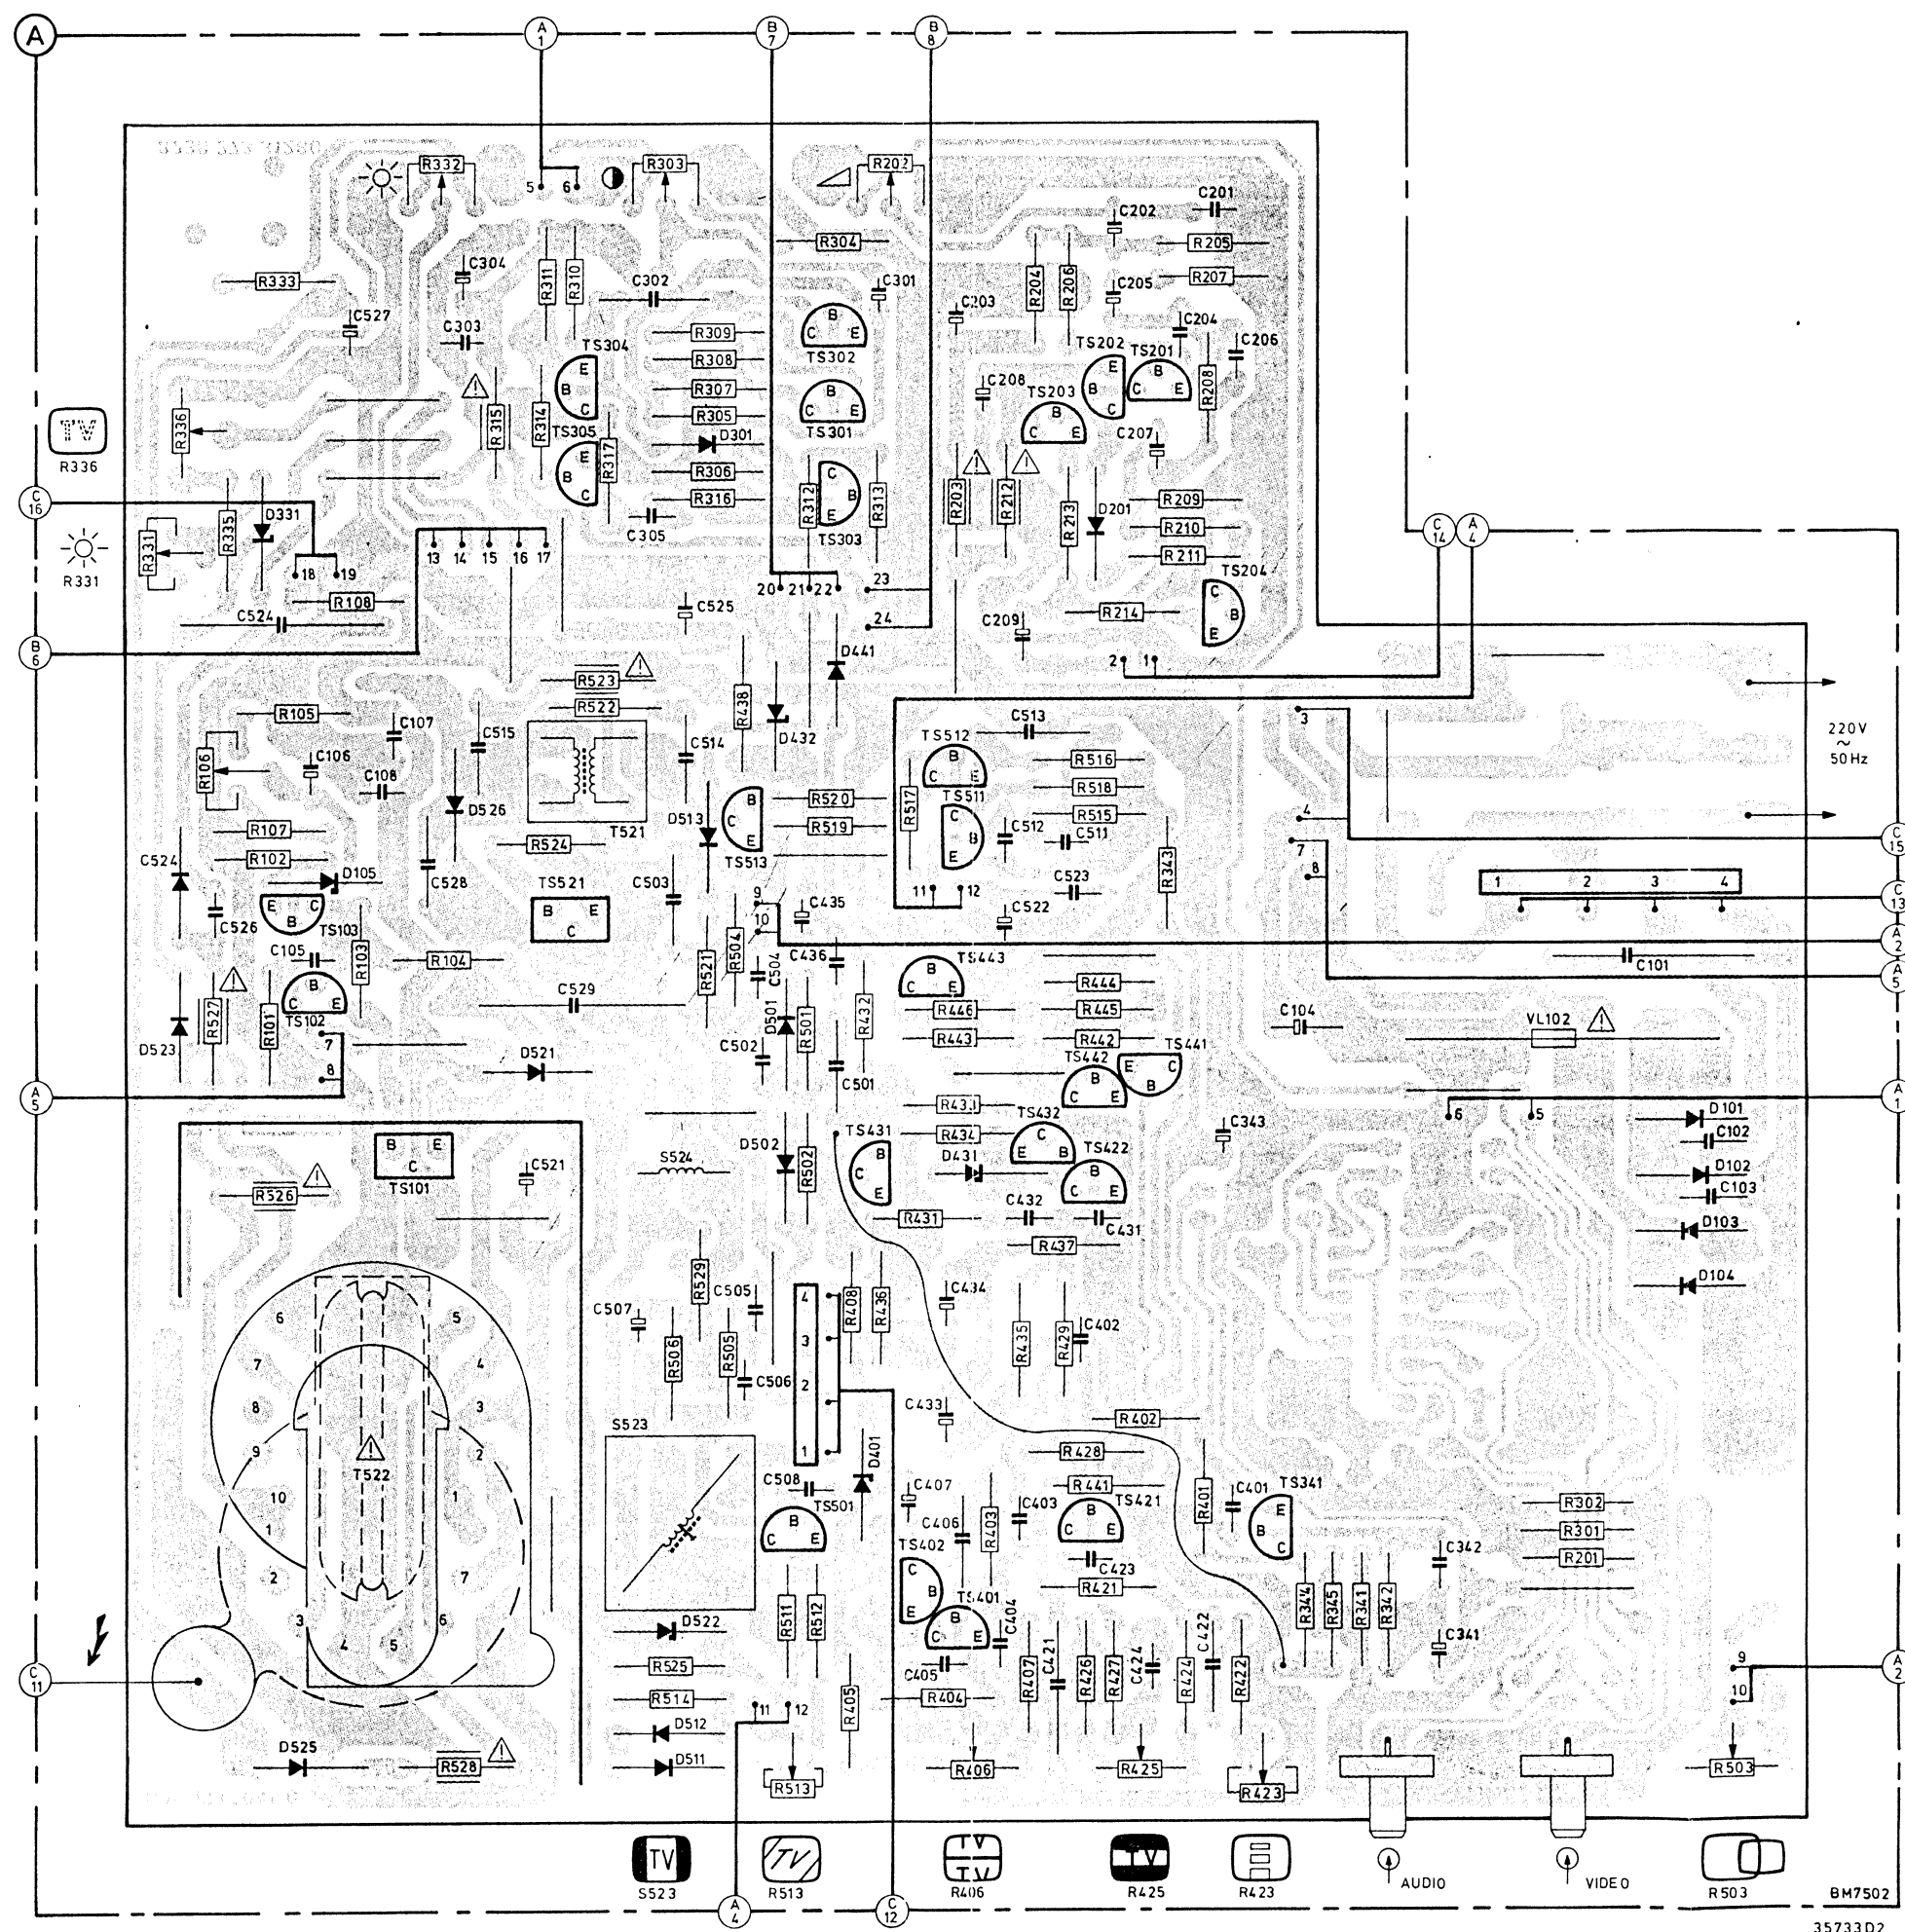 A
A 1
B 7
B 8
R332
5 6
R303
R202
C201
C202
R205
R304
R333
C304
R311
R310
C302
C301
R204
R206
C205
R207
C203
C527
C303
R309
B
C E
TS302
C204
C206
TS304
R308
TS202
TS201
E
B
C
R307
C208
TS203
R208
R336
R315
R314
R305
TS301
TV
R336
TS305
R317
D301
C207
R306
R203
R212
C 16
R316
R312
R313
R209
D331
R335
C305
TS303
R213
D201
R210
C 14
A 4
R331
R331
13 14 15 16 17
R211
18 19
R108
20 21 22
23
TS204
C524
C525
24
C209
R214
B 6
D441
2 1
R523
R522
R438
R105
C107
C515
C514
D432
C513
3
TS512
220V
~
50Hz
R106
C106
C108
R517
R516
R518
D526
D513
R520
TS511
R515
4
R107
T521
R519
C512
C511
C 15
R102
R524
TS513
7
C524
D105
C528
TS521
C503
R343
8
1 2 3 4
11 12
C523
C 13
C526
TS103
9
10
C435
C522
A 2
C105
R103
R104
R521
R504
C504
C436
TS443
C101
A 5
R527
R101
TS102
C529
R444
D501
R501
R432
R446
R445
C104
VL102
D523
7
C502
R443
R442
TS441
8
D521
C501
TS442
A 5
R433
6 5
A 1
D101
TS101
D502
R502
TS431
R434
TS432
C343
C102
S524
D431
TS422
D102
C521
R526
C103
R431
C432
C431
D103
R437
R529
C505
D104
C507
R506
R505
4
3
2
1
R408
R436
C434
R435
R429
C402
6 5
7 4
8 3
9 2
10 1
C506
C433
R402
S523
D401
R428
T522
C508
C407
R441
R401
C401
TS341
TS501
C403
TS421
R302
C406
R403
R301
TS402
C423
C342
R201
1
2 7
3 6
4 5
R511
R512
R421
R344
R345
R341
R342
TS401
C404
D522
C422
C341
R525
C405
R407
C421
R426
R427
C424
R424
R422
9
C 11
A 2
R514
11 12
R405
R404
10
D512
D525
R528
D511
R513
R406
R425
R423
R503
TV
S523
TV
R513
TV
TV
R406
TV
R425
R423
AUDIO
VIDEO
R503
BM7502
A 4
C 12
35733D2